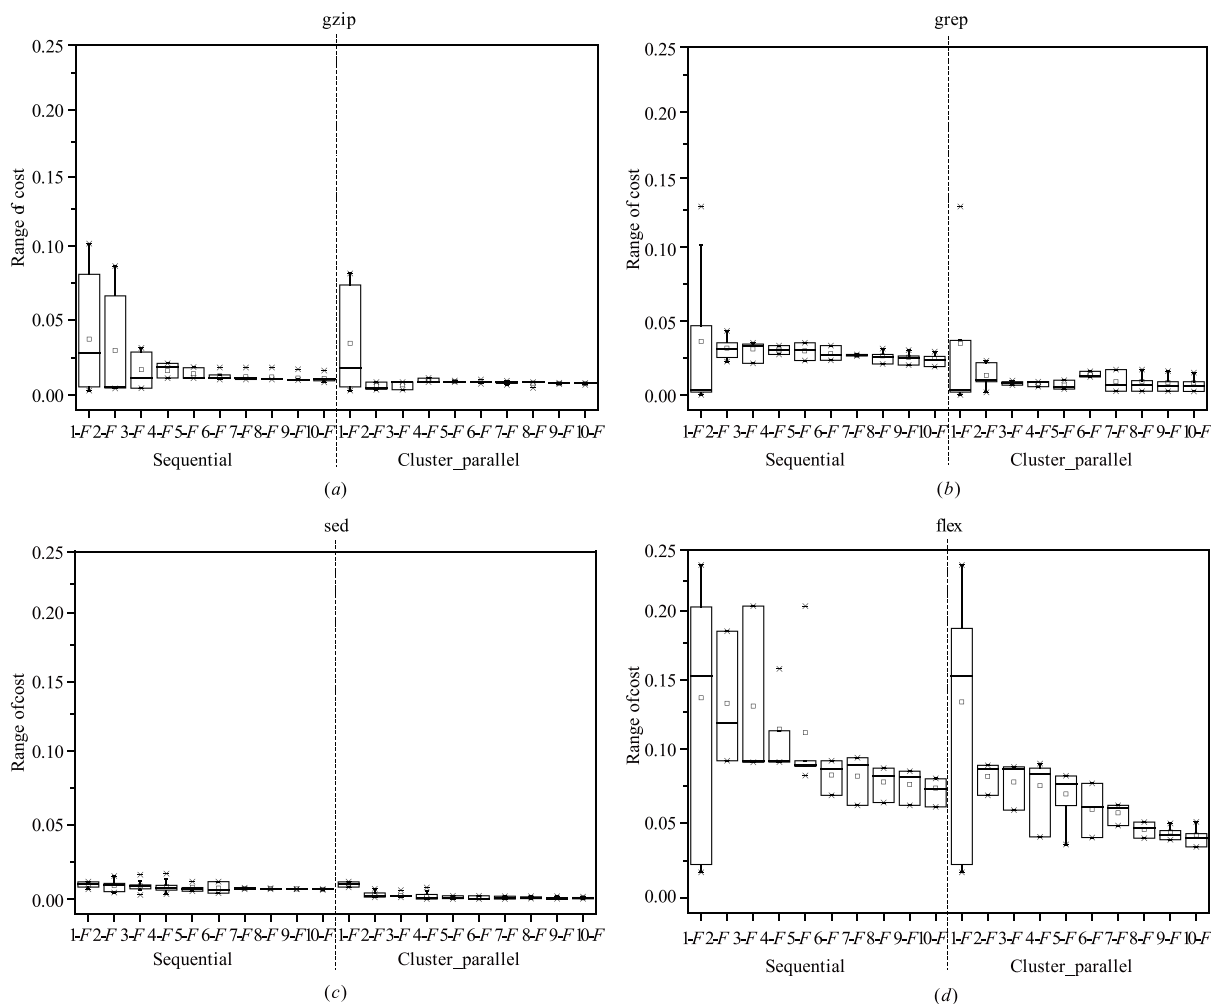 gzip
0.25
0.20
0.15
0.10
0.05
0.00
Range d cost
1-F 2-F 3-F 4-F 5-F 6-F 7-F 8-F 9-F 10-F 1-F 2-F 3-F 4-F 5-F 6-F 7-F 8-F 9-F 10-F
Sequential Cluster_parallel
(a)
grep
0.25
0.20
0.15
0.10
0.05
0.00
Range of cost
1-F 2-F 3-F 4-F 5-F 6-F 7-F 8-F 9-F 10-F 1-F 2-F 3-F 4-F 5-F 6-F 7-F 8-F 9-F 10-F
Sequential Cluster_parallel
(b)
sed
0.25
0.20
0.15
0.10
0.05
0.00
Range of cost
1-F 2-F 3-F 4-F 5-F 6-F 7-F 8-F 9-F 10-F 1-F 2-F 3-F 4-F 5-F 6-F 7-F 8-F 9-F 10-F
Sequential Cluster_parallel
(c)
flex
0.25
0.20
0.15
0.10
0.05
0.00
Range of cost
1-F 2-F 3-F 4-F 5-F 6-F 7-F 8-F 9-F 10-F 1-F 2-F 3-F 4-F 5-F 6-F 7-F 8-F 9-F 10-F
Sequential Cluster_parallel
(d)